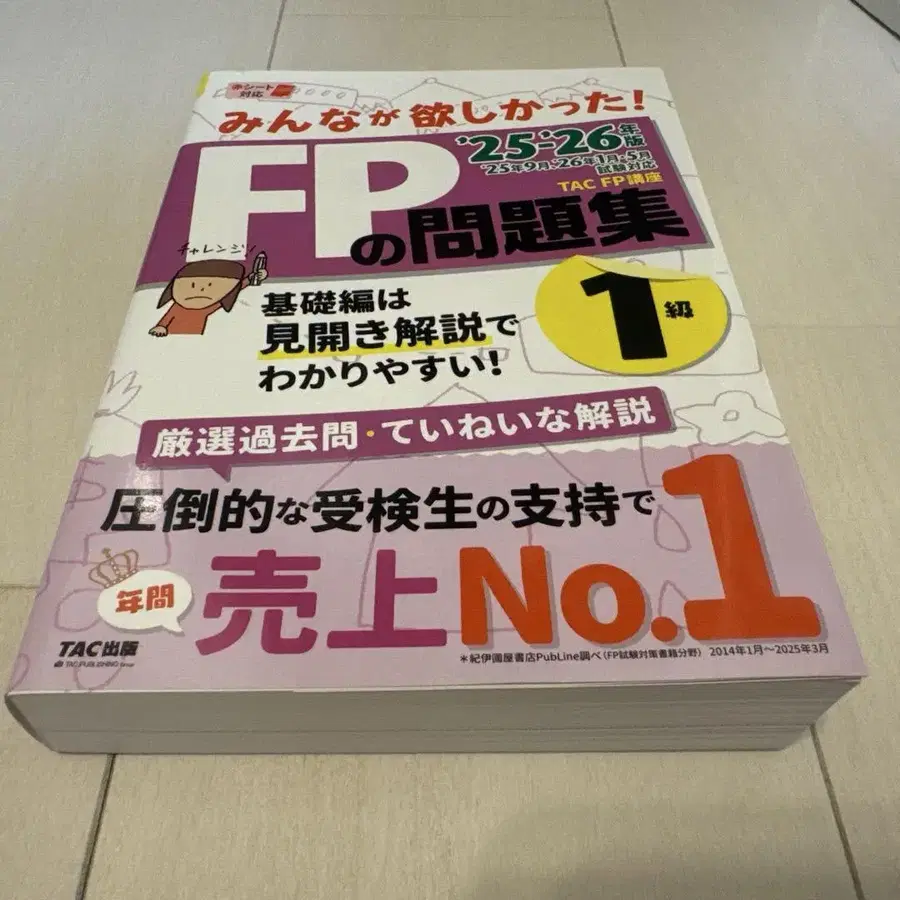 赤シート
対応
みんなが欲しかった!
'25-'26年版
'25年9月、'26年1月・5月
試験対応
TAC FP講座
FPの問題集
1級
チャレンジ!!
基礎編は
見開き解説で
わかりやすい!
厳選過去問・ていねいな解説
圧倒的な受検生の支持で
年間
売上No.1
TAC出版
TAC PUBLISHING Group
*紀伊國屋書店PubLine調べ(FP試験対策書籍分野) 2014年1月~2025年3月